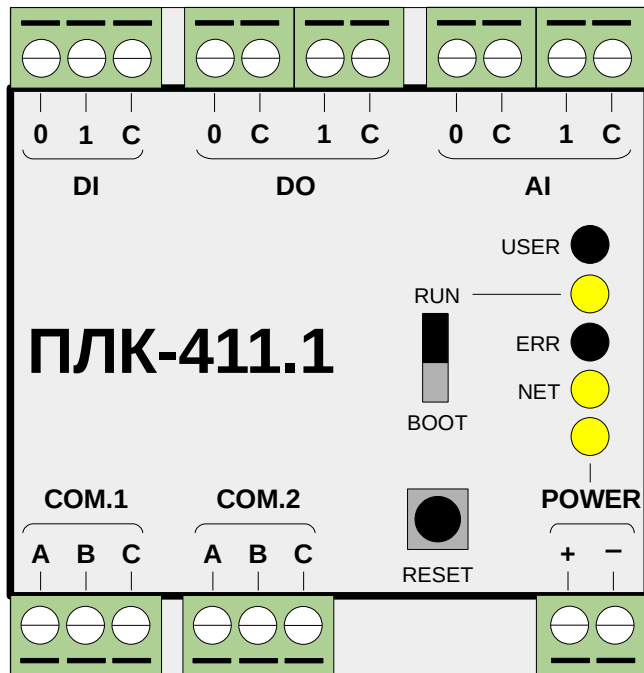 0 1 C 0 C 1 C 0 C 1 C
DI DO AI
USER
RUN
ПЛК-411.1
ERR
NET
BOOT
COM.1 COM.2 POWER
A B C A B C + −
RESET